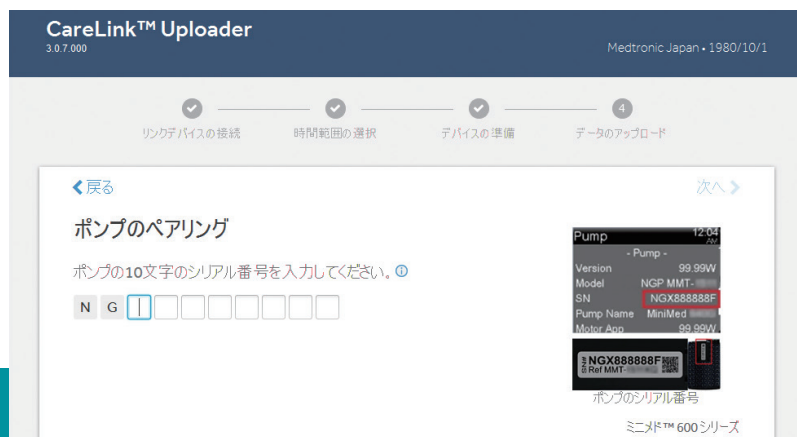 CareLink™ Uploader
3.0.7.000
Medtronic Japan • 1980/10/1
4
リンクデバイスの接続
時間範囲の選択
デバイスの準備
データのアップロード
戻る
次へ
ポンプのペアリング
ポンプの10文字のシリアル番号を入力してください。
N G
Pump 12:04 AM
- Pump -
Version 99.99W
Model NGP MMT-
SN NGX888888F
Pump Name MiniMed
Motor App 99.99W
#SN NGX888888F
Ref MMT-
ポンプのシリアル番号
ミニメド™ 600 シリーズ